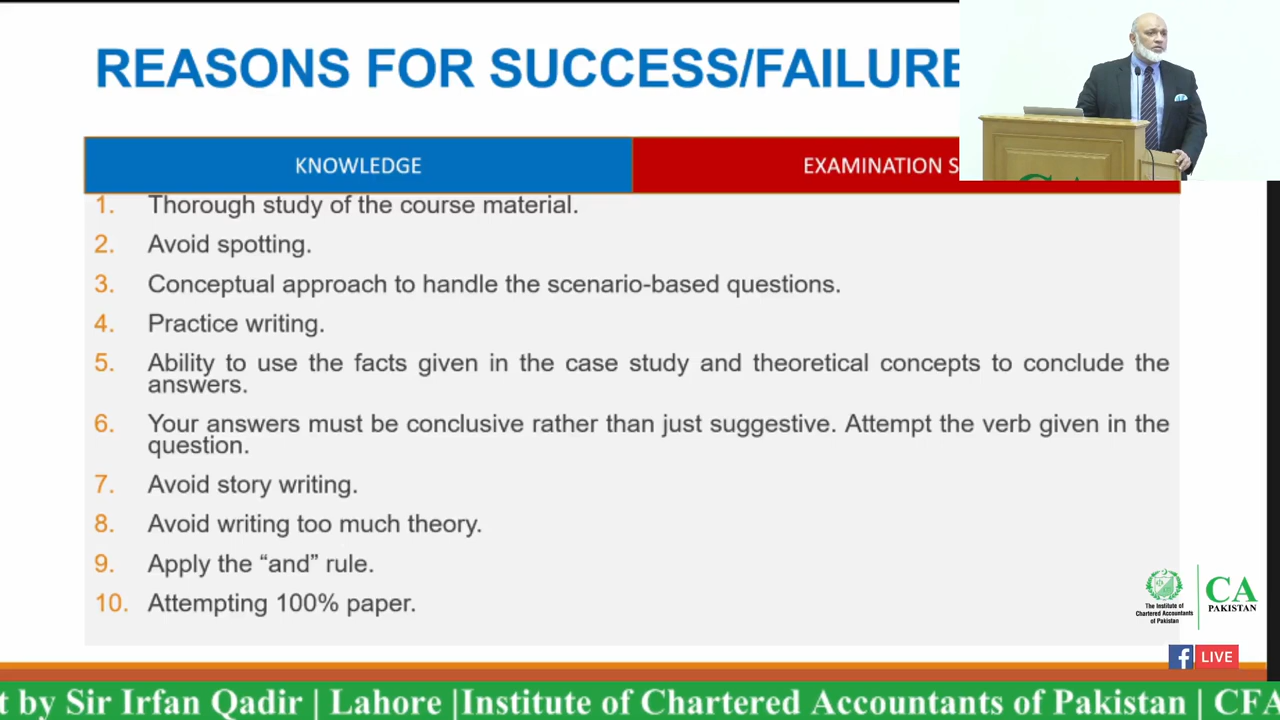 REASONS FOR SUCCESS/FAILURE
KNOWLEDGE
EXAMINATION S
1. Thorough study of the course material.
2. Avoid spotting.
3. Conceptual approach to handle the scenario-based questions.
4. Practice writing.
5. Ability to use the facts given in the case study and theoretical concepts to conclude the
answers.
6. Your answers must be conclusive rather than just suggestive. Attempt the verb given in the
question.
7. Avoid story writing.
8. Avoid writing too much theory.
9. Apply the “and” rule.
10. Attempting 100% paper.
The Institute of
Chartered Accountants
of Pakistan
CA
PAKISTAN
f LIVE
t by Sir Irfan Qadir | Lahore |Institute of Chartered Accountants of Pakistan | CFA